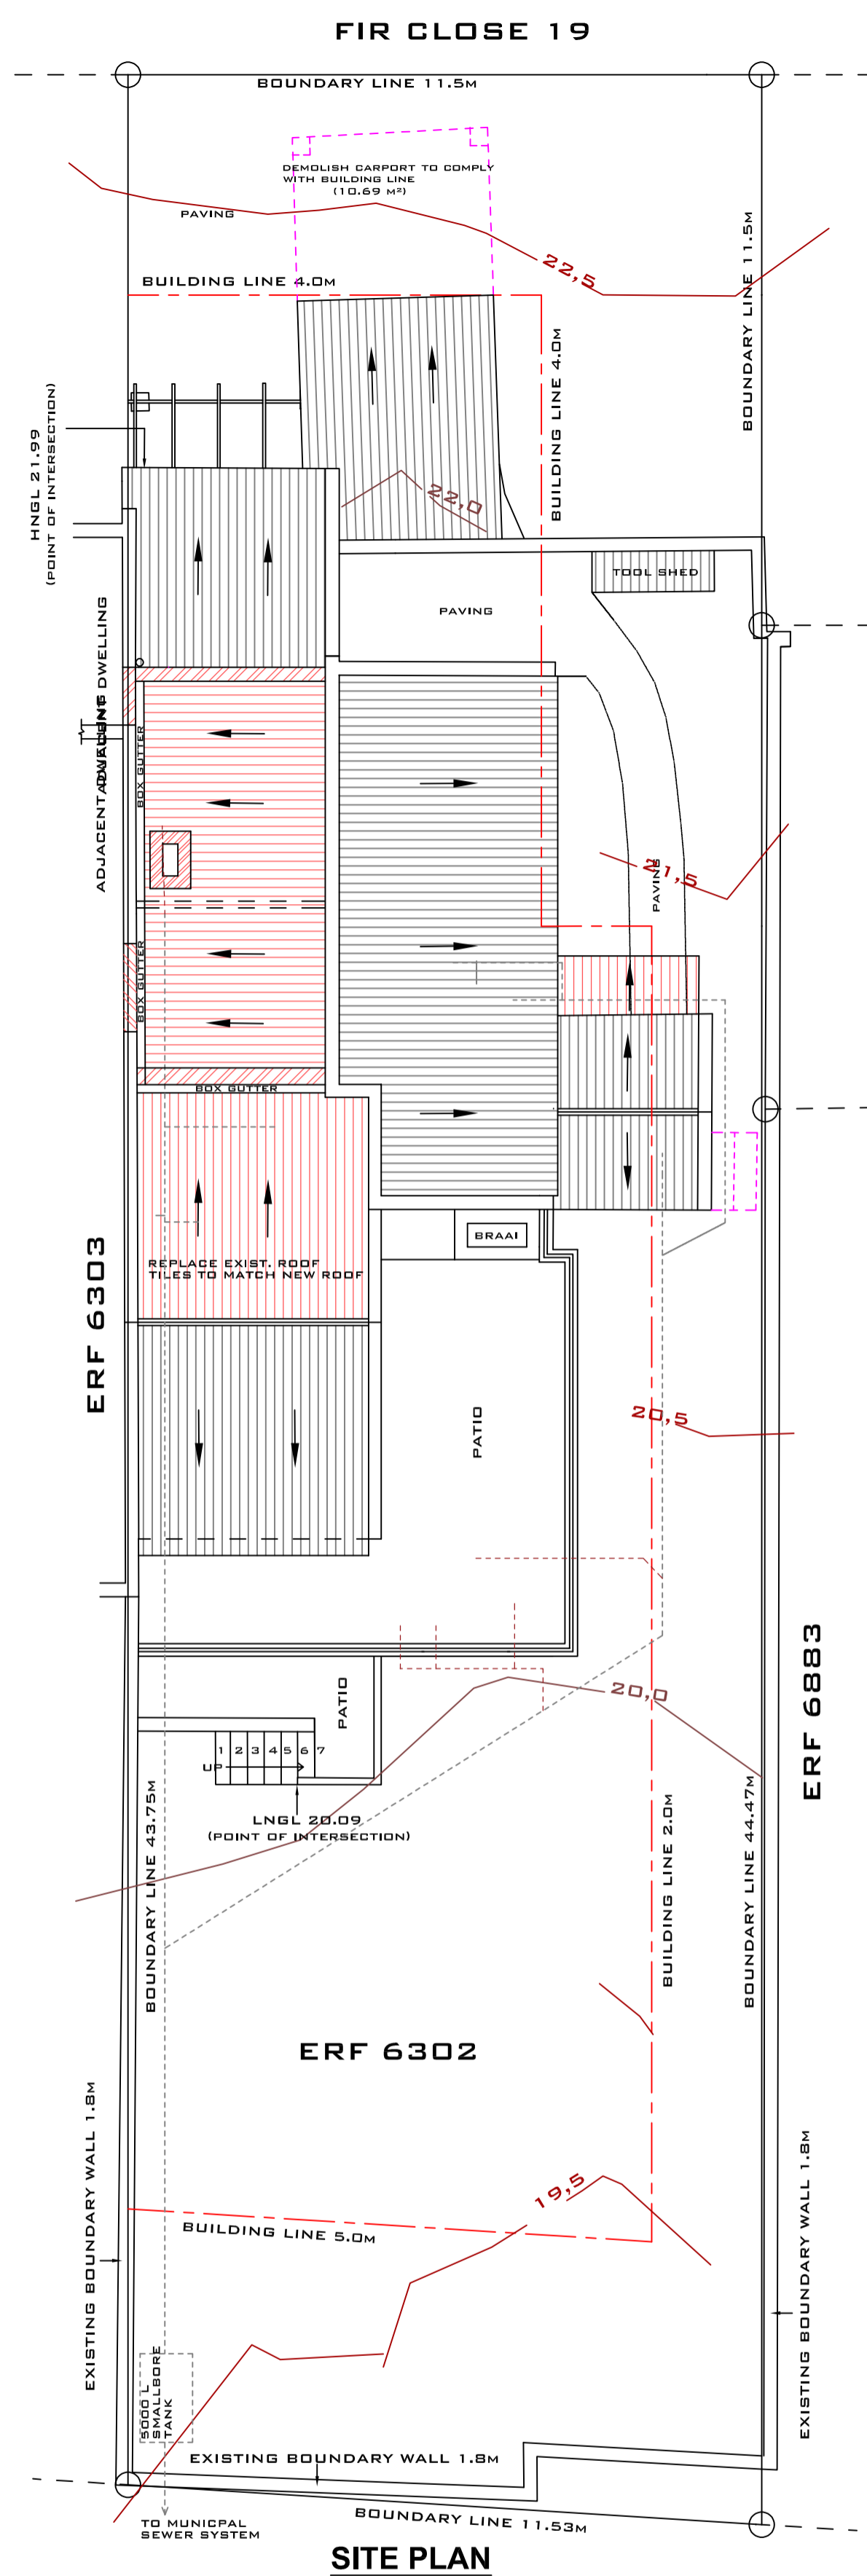 FIR CLOSE 19
BOUNDARY LINE 11.5M
DEMOLISH CARPORT TO COMPLY
WITH BUILDING LINE
(10.69 M²)
PAVING
22,5
BUILDING LINE 4.0M
BOUNDARY LINE 11.5M
BUILDING LINE 4.0M
HNGL 21.99
(POINT OF INTERSECTION)
22,0
TOOL SHED
PAVING
ADJACENT DWELLING
ADJACENT DWELLING
BOX GUTTER
21,5
PAVING
BOX GUTTER
BOX GUTTER
BRAAI
REPLACE EXIST. ROOF
TILES TO MATCH NEW ROOF
ERF 6303
PATIO
20,5
PATIO
20,0
ERF 6883
1 2 3 4 5 6 7
UP
LNGL 20.09
(POINT OF INTERSECTION)
BOUNDARY LINE 43.75M
BUILDING LINE 2.0M
BOUNDARY LINE 44.47M
ERF 6302
EXISTING BOUNDARY WALL 1.8M
19,5
BUILDING LINE 5.0M
EXISTING BOUNDARY WALL 1.8M
5000 L
SMALLBORE
TANK
EXISTING BOUNDARY WALL 1.8M
BOUNDARY LINE 11.53M
TO MUNICPAL
SEWER SYSTEM
SITE PLAN